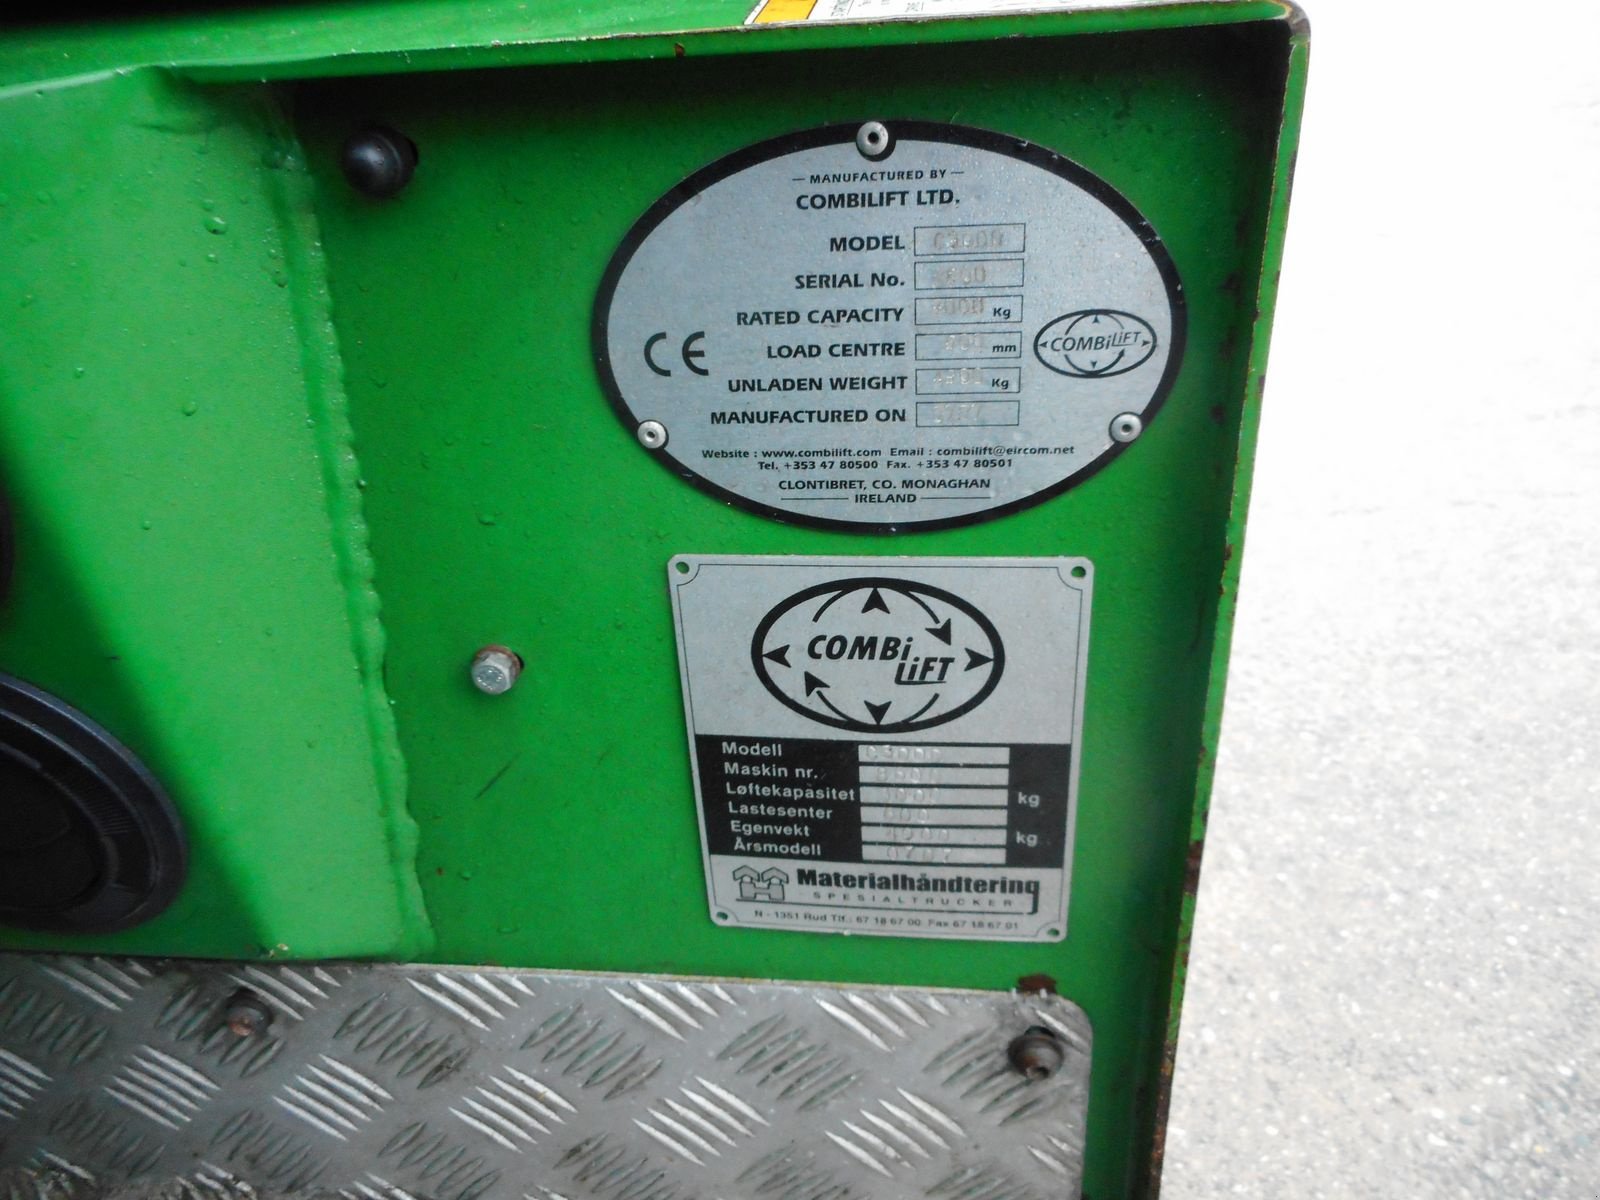 MANUFACTURED BY
COMBILIFT LTD.
MODEL
SERIAL No.
RATED CAPACITY Kg
LOAD CENTRE mm
UNLADEN WEIGHT Kg
MANUFACTURED ON
CE
COMBiLiFT
Website : www.combilift.com Email : combilift@eircom.net
Tel. +353 47 80500 Fax. +353 47 80501
CLONTIBRET, CO. MONAGHAN
IRELAND
COMBi
LiFT
Modell
Maskin nr.
Løftekapasitet kg
Lastesenter 600
Egenvekt kg
Årsmodell 0707
Materialhåndtering
SPESIALTRUCKER
N - 1351 Rud Tlf.: 67 18 67 00. Fax 67 18 67 01